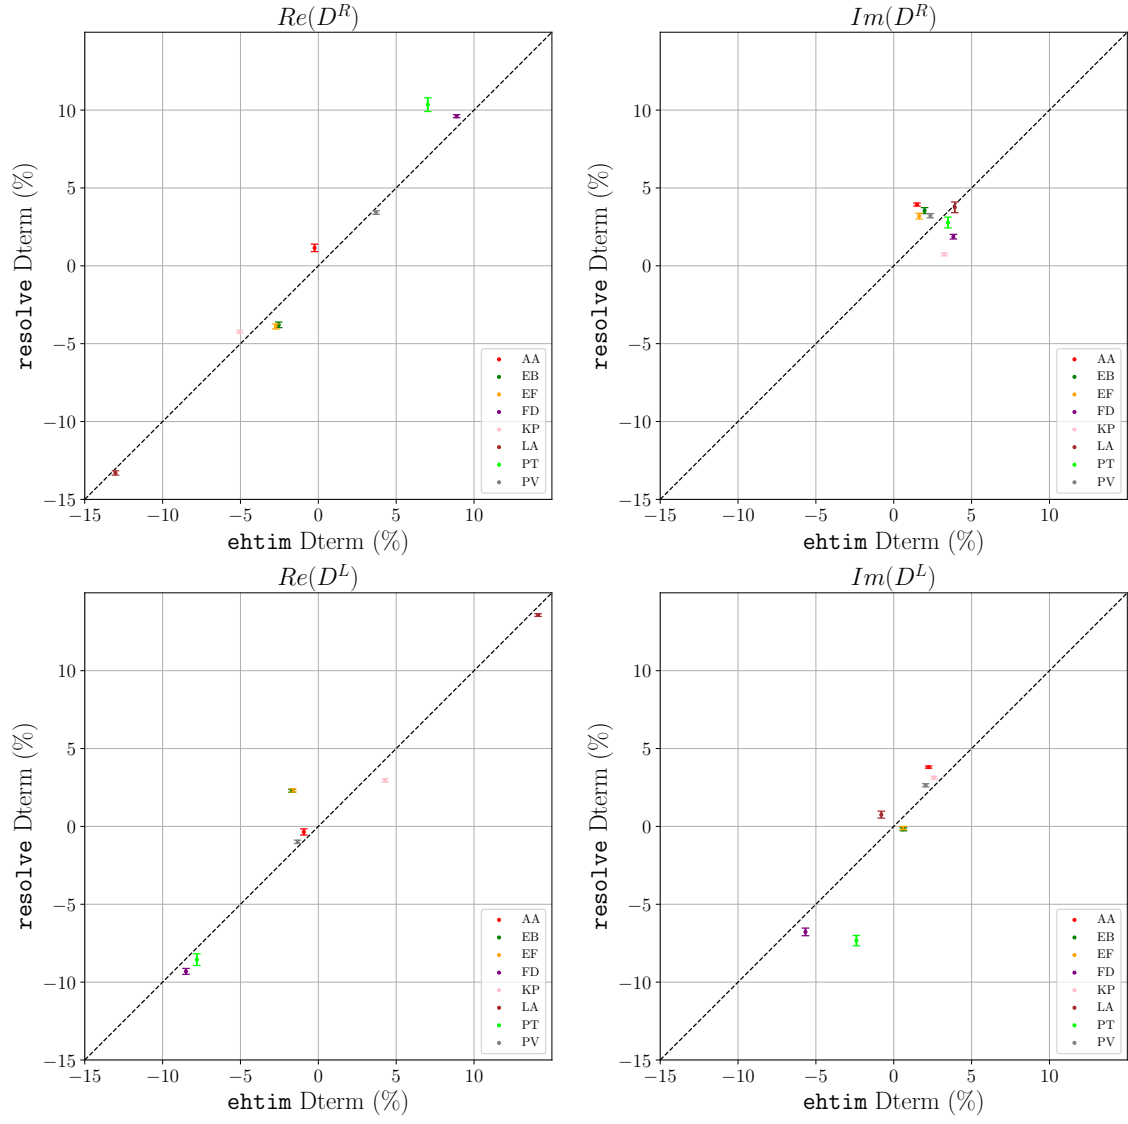 Re(D^R)
resolve Dterm (%)
10
5
0
−5
−10
−15
−15 −10 −5 0 5 10
ehtim Dterm (%)
AA
EB
EF
FD
KP
LA
PT
PV
Im(D^R)
resolve Dterm (%)
10
5
0
−5
−10
−15
−15 −10 −5 0 5 10
ehtim Dterm (%)
AA
EB
EF
FD
KP
LA
PT
PV
Re(D^L)
resolve Dterm (%)
10
5
0
−5
−10
−15
−15 −10 −5 0 5 10
ehtim Dterm (%)
AA
EB
EF
FD
KP
LA
PT
PV
Im(D^L)
resolve Dterm (%)
10
5
0
−5
−10
−15
−15 −10 −5 0 5 10
ehtim Dterm (%)
AA
EB
EF
FD
KP
LA
PT
PV